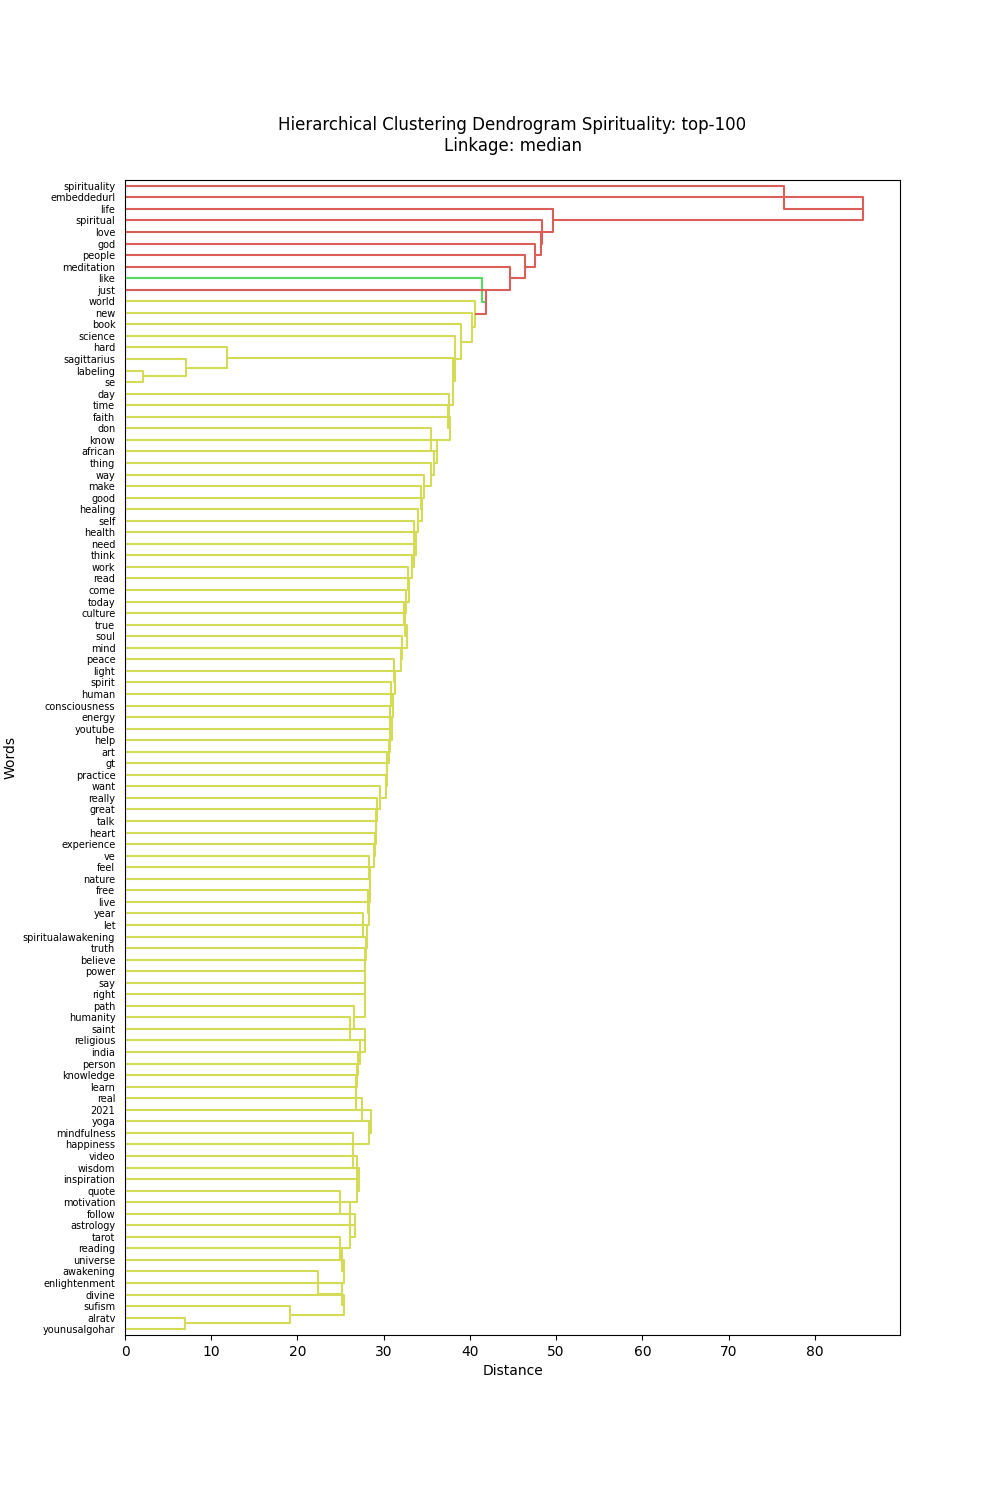 Hierarchical Clustering Dendrogram Spirituality: top-100
Linkage: median
spirituality
embeddedurl
life
spiritual
love
god
people
meditation
like
just
world
new
book
science
hard
sagittarius
labeling
se
day
time
faith
don
know
african
thing
way
make
good
healing
self
health
need
think
work
read
come
today
culture
true
soul
mind
peace
light
spirit
human
consciousness
energy
youtube
help
art
gt
practice
want
really
great
talk
heart
experience
ve
feel
nature
free
live
year
let
spiritualawakening
truth
believe
power
say
right
path
humanity
saint
religious
india
person
knowledge
learn
real
2021
yoga
mindfulness
happiness
video
wisdom
inspiration
quote
motivation
follow
astrology
tarot
reading
universe
awakening
enlightenment
divine
sufism
alratv
younusalgohar
Words
0 10 20 30 40 50 60 70 80
Distance